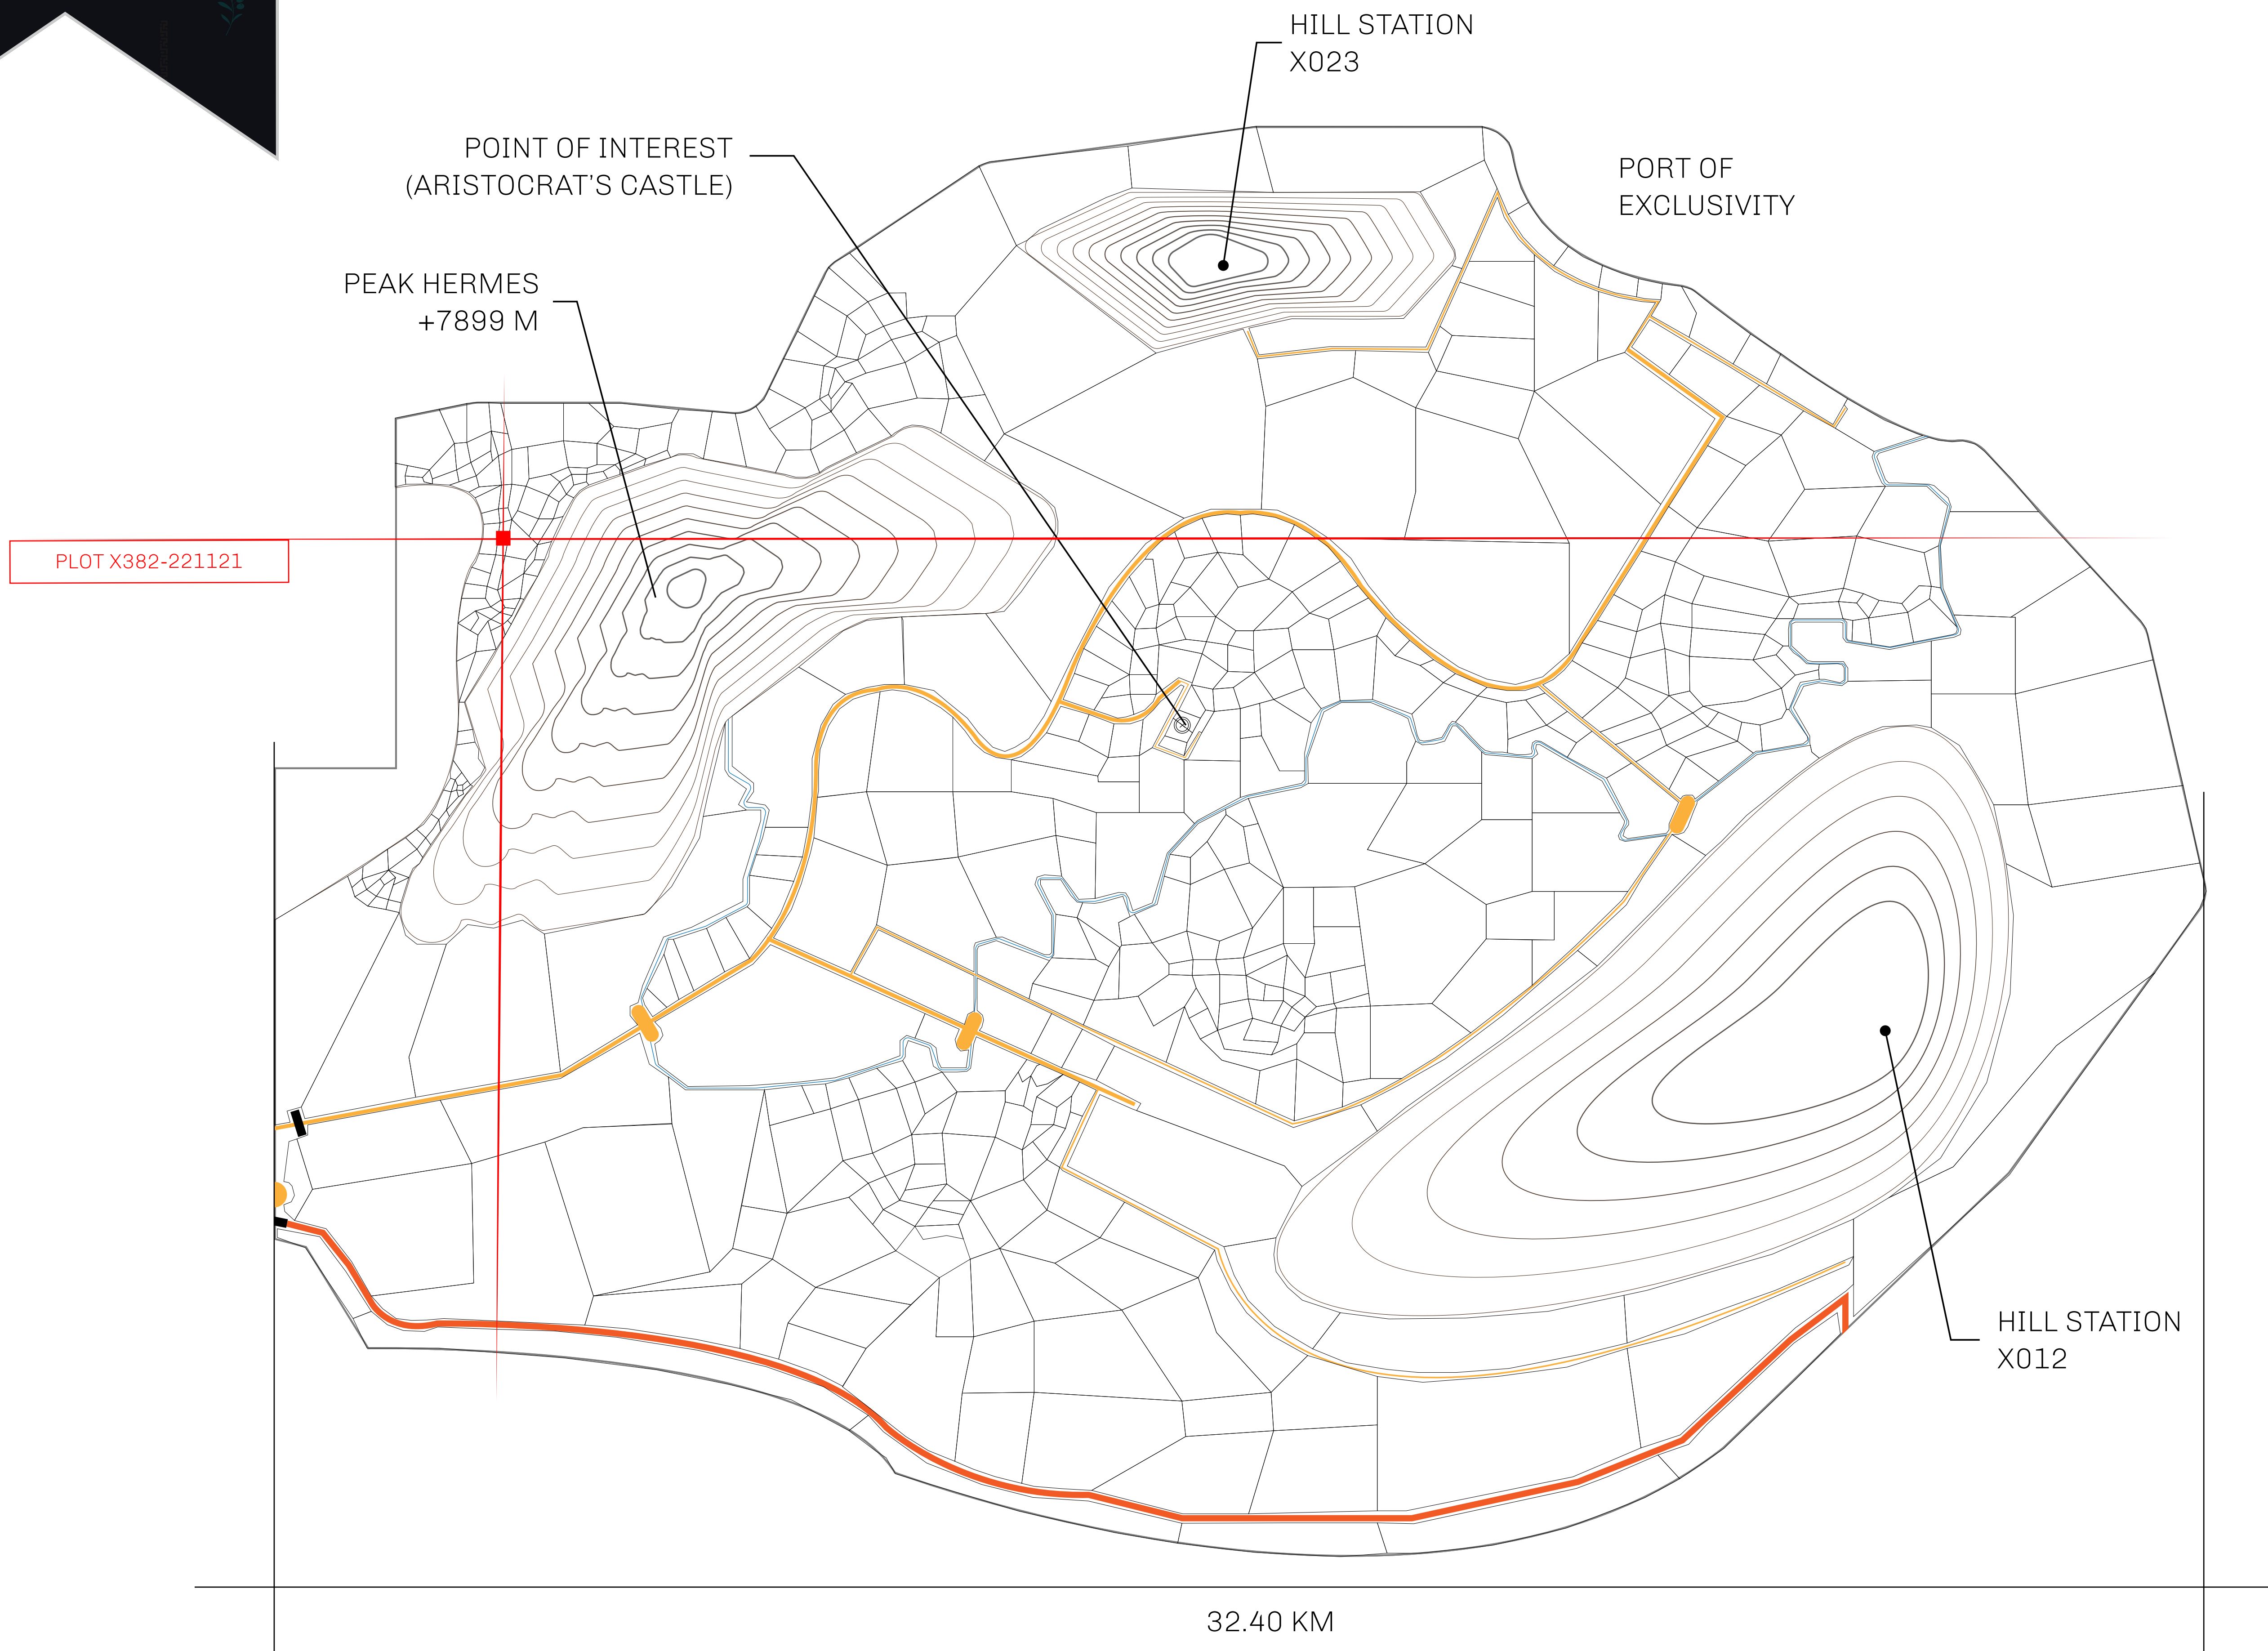 HILL STATION
X023
POINT OF INTEREST
(ARISTOCRAT'S CASTLE)
PORT OF
EXCLUSIVITY
PEAK HERMES
+7899 M
PLOT X382-221121
HILL STATION
X012
32.40 KM